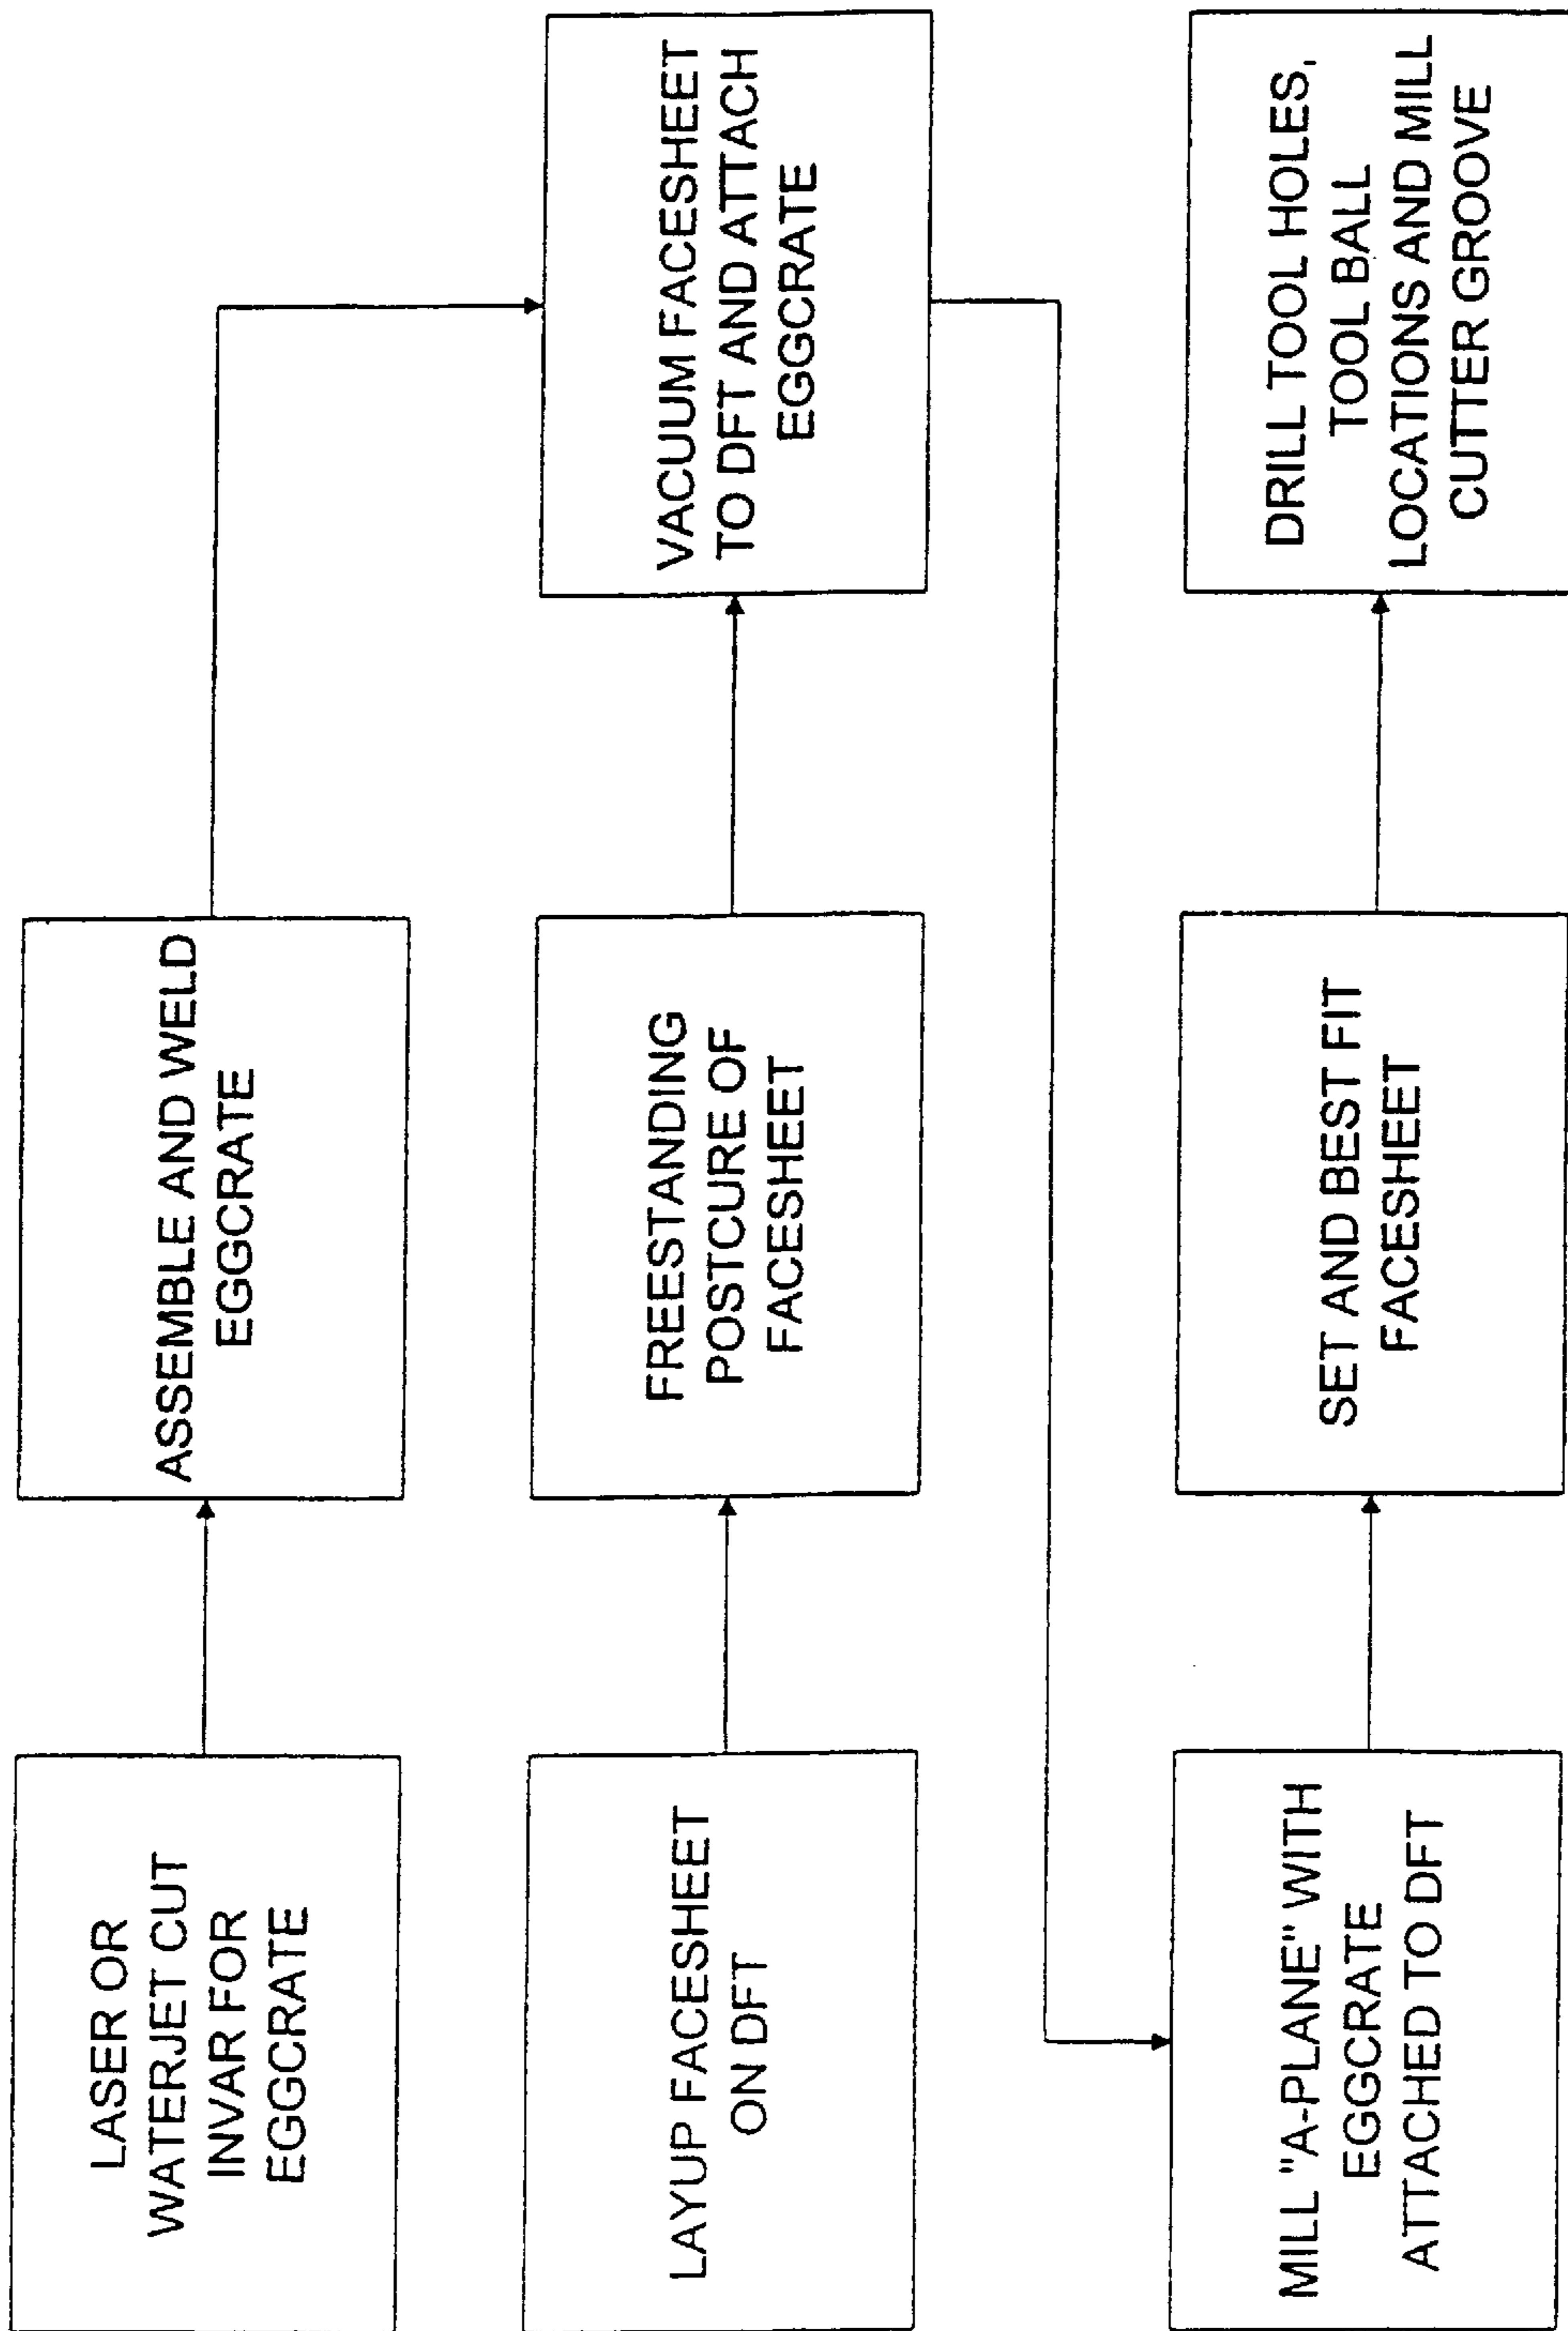 LASER OR
WATERJET CUT
INVAR FOR
EGGCRATE
ASSEMBLE AND WELD
EGGCRATE
LAYUP FACESHEET
ON DFT
FREESTANDING
POSTCURE OF
FACESHEET
VACUUM FACESHEET
TO DFT AND ATTACH
EGGCRATE
MILL "A-PLANE" WITH
EGGCRATE
ATTACHED TO DFT
SET AND BEST FIT
FACESHEET
DRILL TOOL HOLES,
TOOL BALL
LOCATIONS AND MILL
CUTTER GROOVE